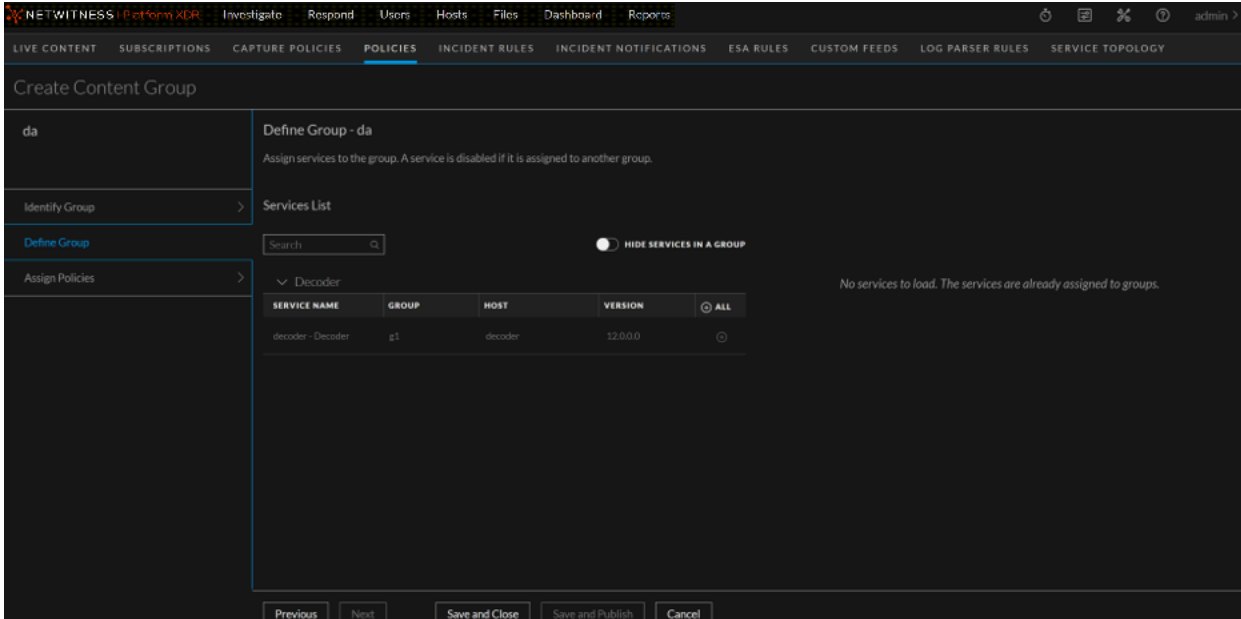 NETWITNESS Platform XDR Investigate Respond Users Hosts Files Dashboard Reports admin >
LIVE CONTENT SUBSCRIPTIONS CAPTURE POLICIES POLICIES INCIDENT RULES INCIDENT NOTIFICATIONS ESA RULES CUSTOM FEEDS LOG PARSER RULES SERVICE TOPOLOGY
Create Content Group
da
Identify Group
Define Group
Assign Policies
Define Group - da
Assign services to the group. A service is disabled if it is assigned to another group.
Services List
Search
HIDE SERVICES IN A GROUP
Decoder
SERVICE NAME GROUP HOST VERSION ALL
decoder - Decoder g1 decoder 12.0.0.0
No services to load. The services are already assigned to groups.
Previous Next Save and Close Save and Publish Cancel